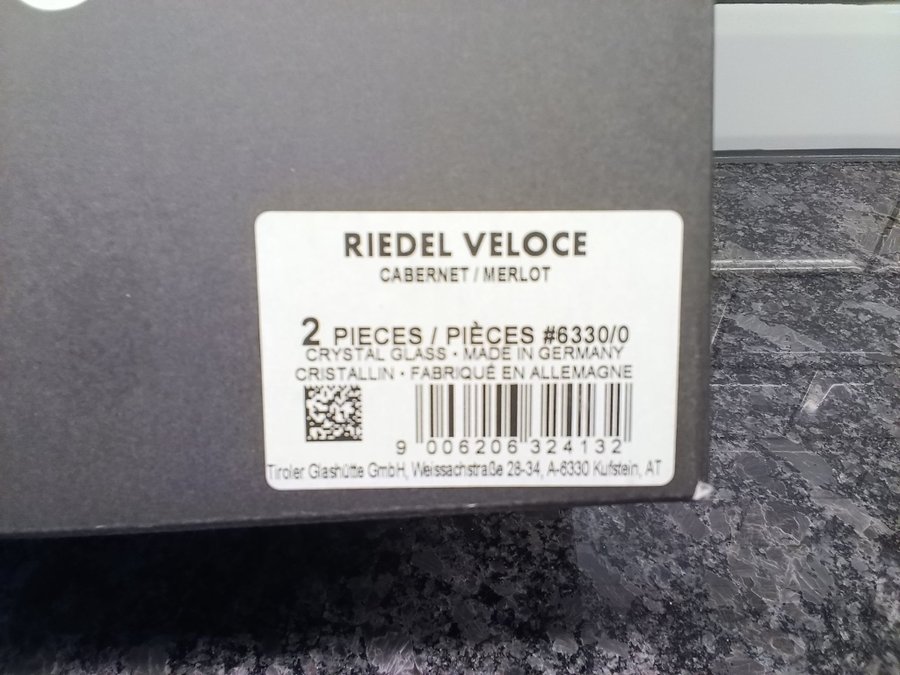 RIEDEL VELOCE
CABERNET / MERLOT
2 PIECES / PIÈCES #6330/0
CRYSTAL GLASS · MADE IN GERMANY
CRISTALLIN · FABRIQUÉ EN ALLEMAGNE
9 006206 324132
Tiroler Glashütte GmbH, Weissachstraße 28-34, A-6330 Kufstein, AT